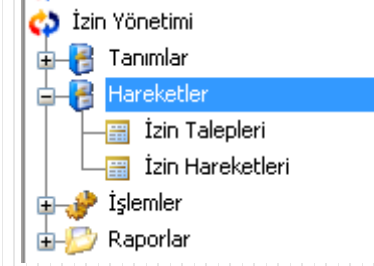 İzin Yönetimi
Tanımlar
Hareketler
İzin Talepleri
İzin Hareketleri
İşlemler
Raporlar